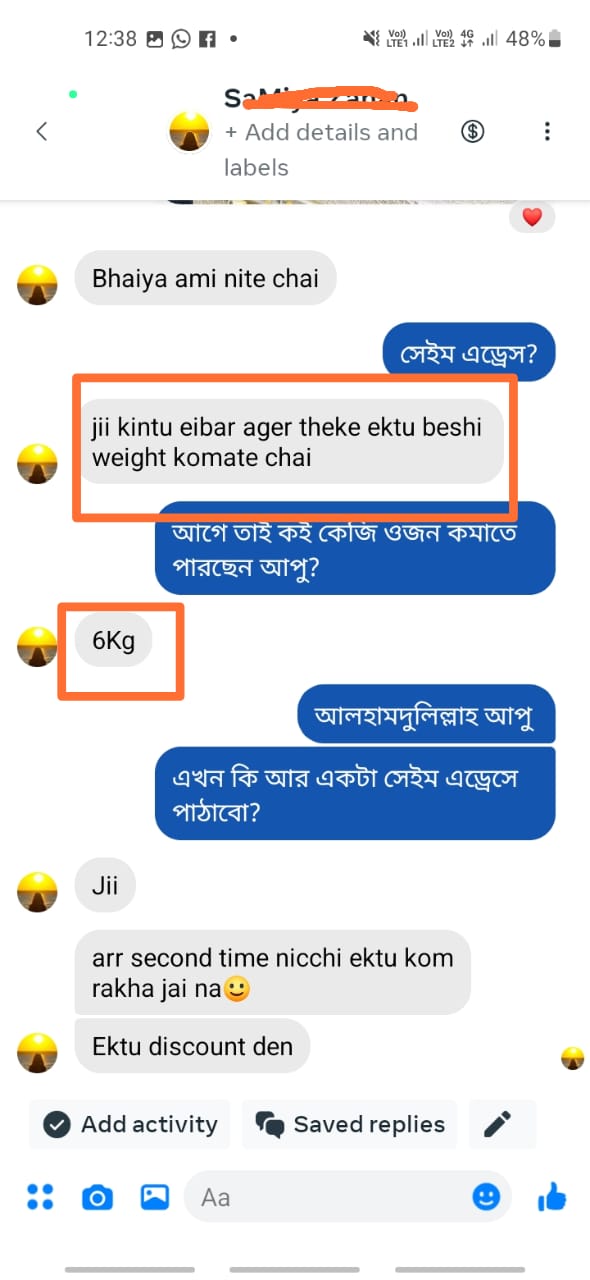 12:38
Vo)) LTE1 Vo)) LTE2 4G 48%
+ Add details and
labels
Bhaiya ami nite chai
সেইম এড্রেস?
jii kintu eibar ager theke ektu beshi
weight komate chai
আগে তাই কই কেজি ওজন কমাতে
পারছেন আপু?
6Kg
আলহামদুলিল্লাহ আপু
এখন কি আর একটা সেইম এড্রেসে
পাঠাবো?
Jii
arr second time nicchi ektu kom
rakha jai na🙂
Ektu discount den
Add activity
Saved replies
Aa